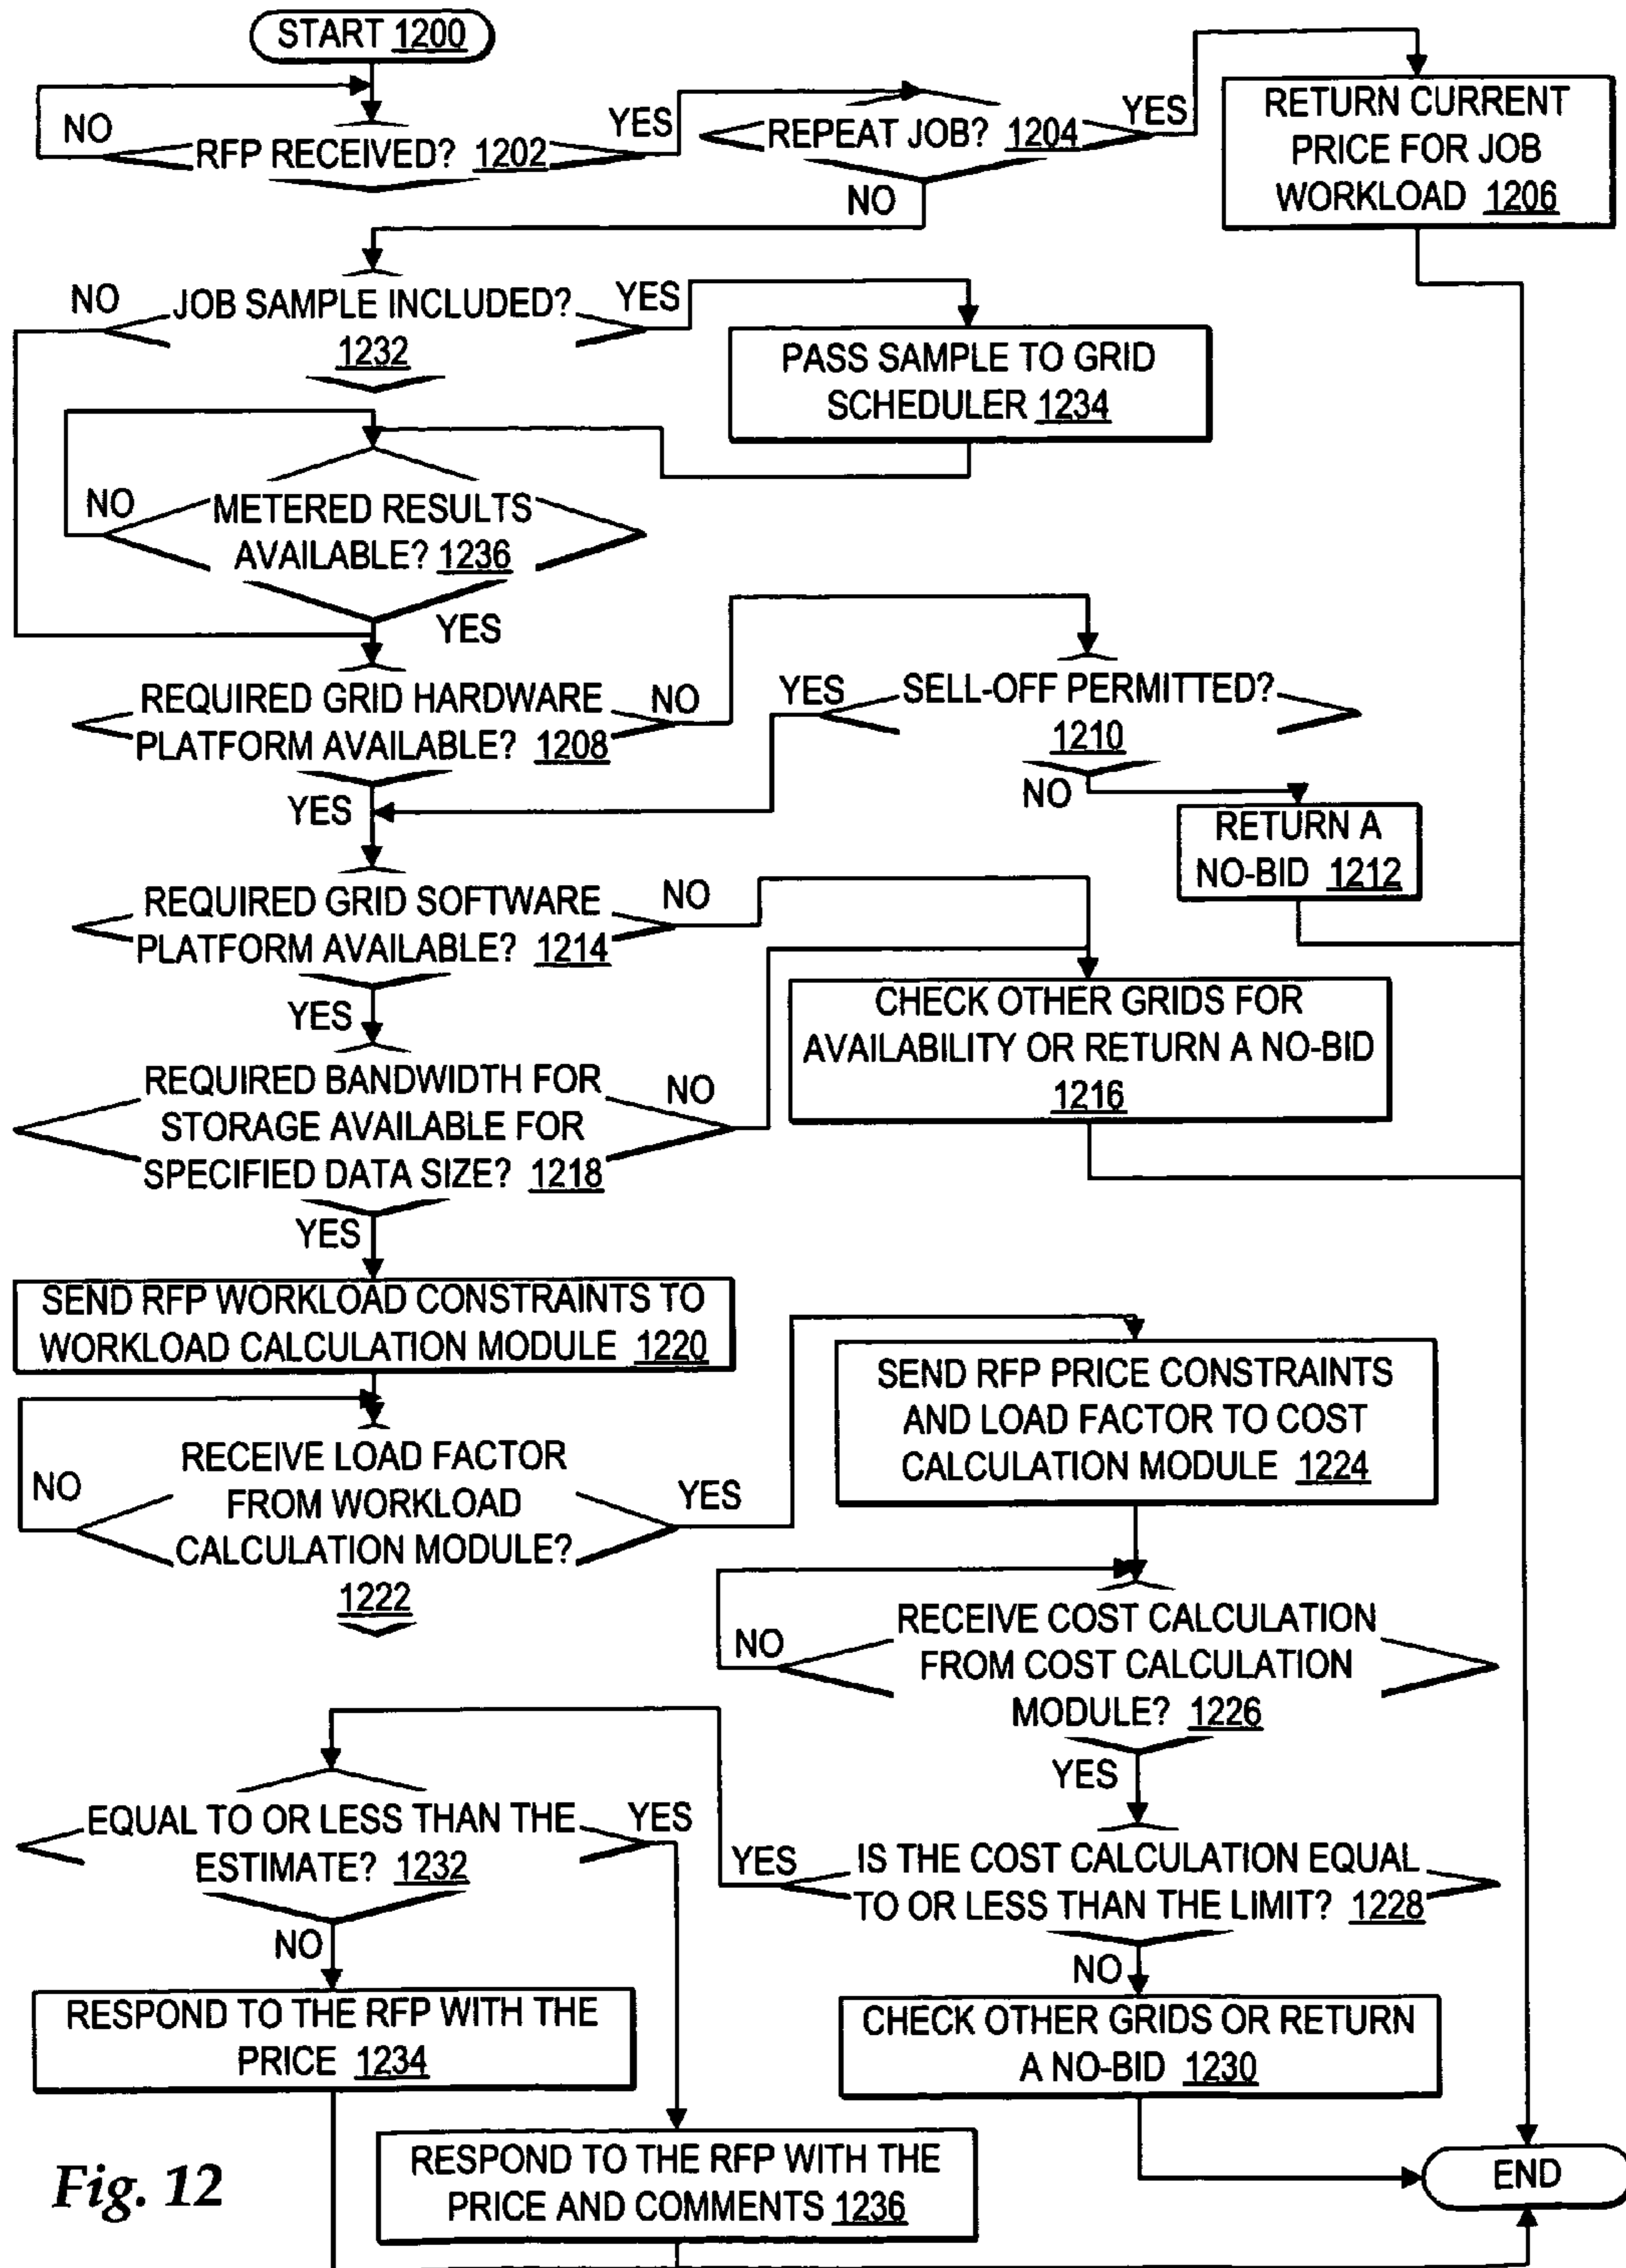 START 1200
NO
RFP RECEIVED? 1202
YES
REPEAT JOB? 1204
YES
NO
RETURN CURRENT
PRICE FOR JOB
WORKLOAD 1206
NO
JOB SAMPLE INCLUDED?
1232
YES
PASS SAMPLE TO GRID
SCHEDULER 1234
NO
METERED RESULTS
AVAILABLE? 1236
YES
REQUIRED GRID HARDWARE
PLATFORM AVAILABLE? 1208
NO
YES
YES
SELL-OFF PERMITTED?
1210
NO
RETURN A
NO-BID 1212
REQUIRED GRID SOFTWARE
PLATFORM AVAILABLE? 1214
NO
YES
CHECK OTHER GRIDS FOR
AVAILABILITY OR RETURN A NO-BID
1216
REQUIRED BANDWIDTH FOR
STORAGE AVAILABLE FOR
SPECIFIED DATA SIZE? 1218
NO
YES
SEND RFP WORKLOAD CONSTRAINTS TO
WORKLOAD CALCULATION MODULE 1220
NO
RECEIVE LOAD FACTOR
FROM WORKLOAD
CALCULATION MODULE?
1222
YES
SEND RFP PRICE CONSTRAINTS
AND LOAD FACTOR TO COST
CALCULATION MODULE 1224
NO
RECEIVE COST CALCULATION
FROM COST CALCULATION
MODULE? 1226
YES
IS THE COST CALCULATION EQUAL
TO OR LESS THAN THE LIMIT? 1228
YES
NO
CHECK OTHER GRIDS OR RETURN
A NO-BID 1230
EQUAL TO OR LESS THAN THE
ESTIMATE? 1232
YES
NO
RESPOND TO THE RFP WITH THE
PRICE 1234
RESPOND TO THE RFP WITH THE
PRICE AND COMMENTS 1236
END
Fig. 12